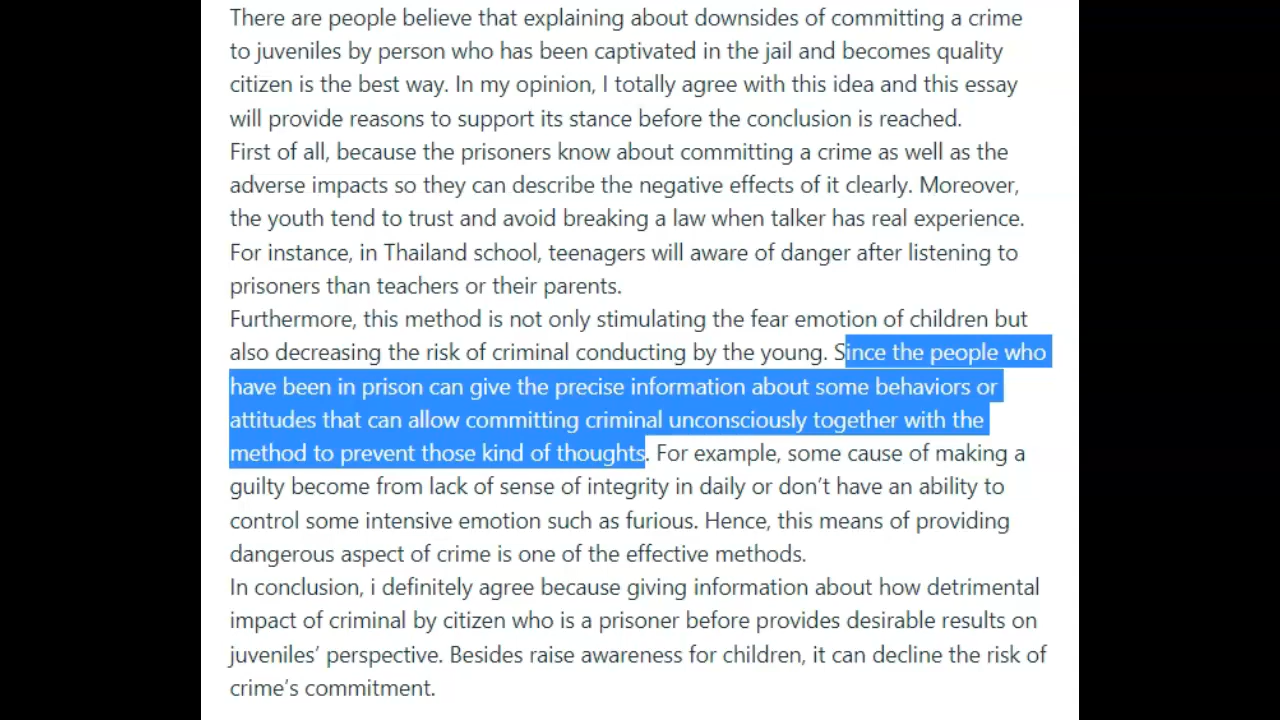 There are people believe that explaining about downsides of committing a crime
to juveniles by person who has been captivated in the jail and becomes quality
citizen is the best way. In my opinion, I totally agree with this idea and this essay
will provide reasons to support its stance before the conclusion is reached.
First of all, because the prisoners know about committing a crime as well as the
adverse impacts so they can describe the negative effects of it clearly. Moreover,
the youth tend to trust and avoid breaking a law when talker has real experience.
For instance, in Thailand school, teenagers will aware of danger after listening to
prisoners than teachers or their parents.
Furthermore, this method is not only stimulating the fear emotion of children but
also decreasing the risk of criminal conducting by the young. Since the people who
have been in prison can give the precise information about some behaviors or
attitudes that can allow committing criminal unconsciously together with the
method to prevent those kind of thoughts. For example, some cause of making a
guilty become from lack of sense of integrity in daily or don’t have an ability to
control some intensive emotion such as furious. Hence, this means of providing
dangerous aspect of crime is one of the effective methods.
In conclusion, i definitely agree because giving information about how detrimental
impact of criminal by citizen who is a prisoner before provides desirable results on
juveniles’ perspective. Besides raise awareness for children, it can decline the risk of
crime’s commitment.